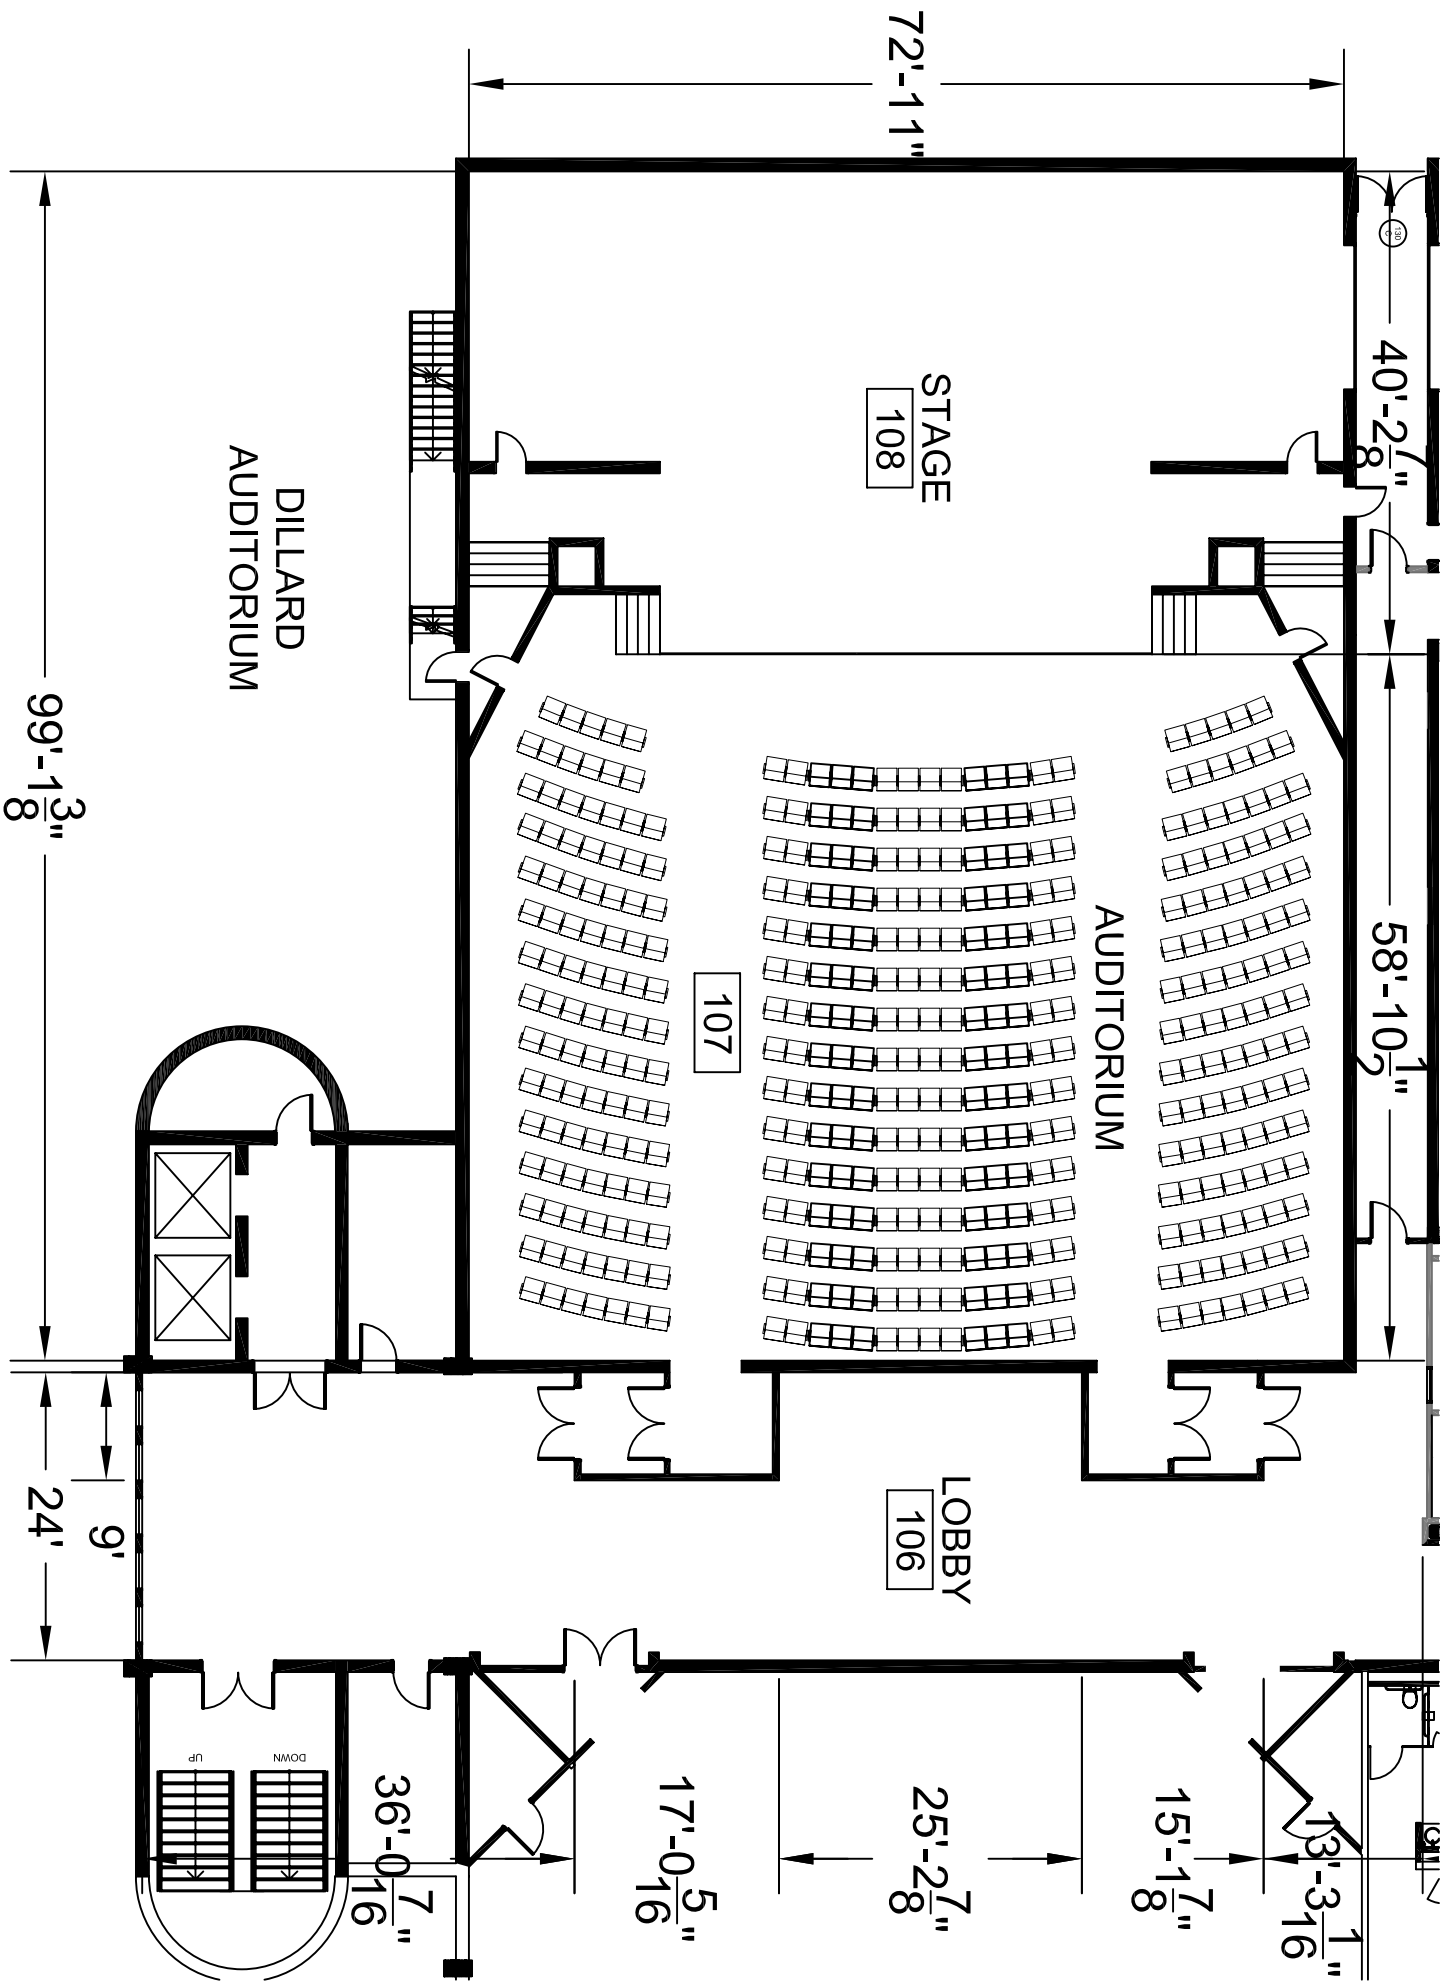 72'-11"
130
40'-2 7/8"
58'-10 1/2"
STAGE
108
DILLARD
AUDITORIUM
99'-1 3/8"
AUDITORIUM
107
LOBBY
106
24'
9'
UP
DOWN
36'-0 7/16"
17'-0 5/16"
25'-2 7/8"
15'-1 7/8"
13'-3 1/16"